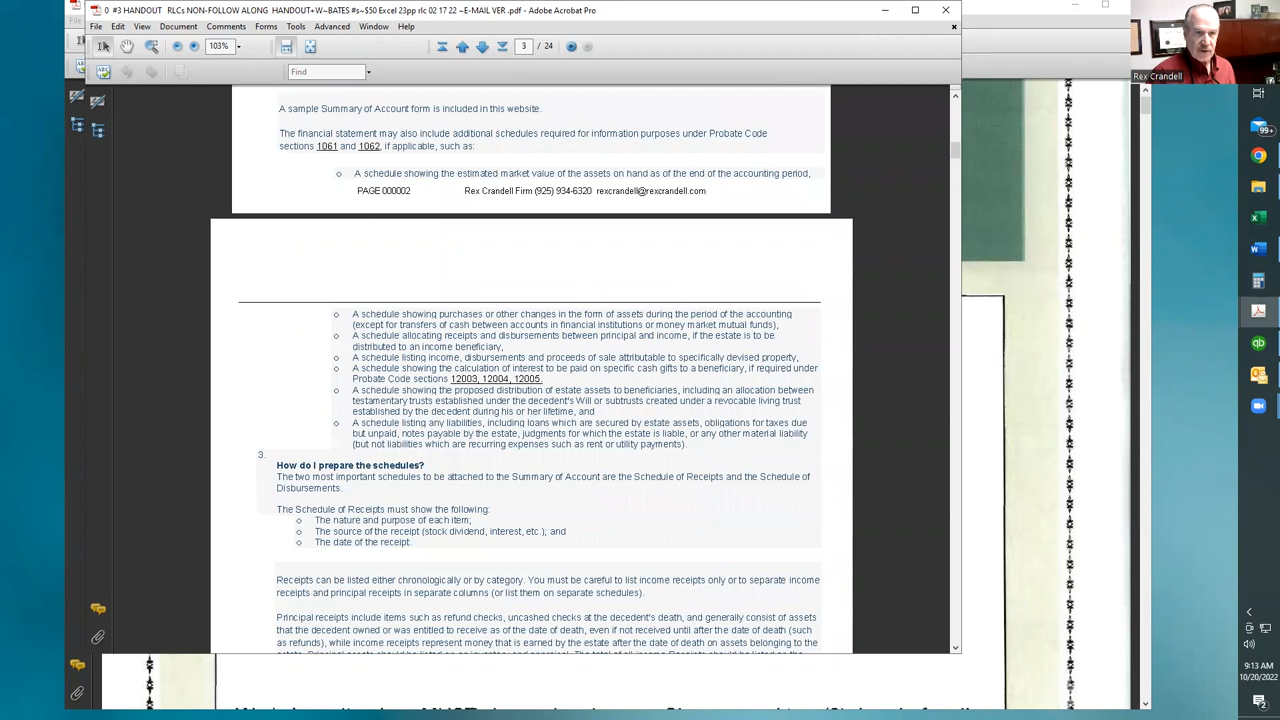 0 #3 HANDOUT RLCs NON-FOLLOW ALONG HANDOUT+W~BATES #s~$50 Excel 23pp rlc 02 17 22 ~E-MAIL VER .pdf - Adobe Acrobat Pro
File Edit View Document Comments Forms Tools Advanced Window Help
103% 3 / 24
Find
Rex Crandell
A sample Summary of Account form is included in this website.
The financial statement may also include additional schedules required for information purposes under Probate Code
sections 1061 and 1062, if applicable, such as:
o A schedule showing the estimated market value of the assets on hand as of the end of the accounting period,
PAGE 000002 Rex Crandell Firm (925) 934-6320 rexcrandell@rexcrandell.com
o A schedule showing purchases or other changes in the form of assets during the period of the accounting
(except for transfers of cash between accounts in financial institutions or money market mutual funds),
o A schedule allocating receipts and disbursements between principal and income, if the estate is to be
distributed to an income beneficiary,
o A schedule listing income, disbursements and proceeds of sale attributable to specifically devised property,
o A schedule showing the calculation of interest to be paid on specific cash gifts to a beneficiary, if required under
Probate Code sections 12003, 12004, 12005.
o A schedule showing the proposed distribution of estate assets to beneficiaries, including an allocation between
testamentary trusts established under the decedent's Will or subtrusts created under a revocable living trust
established by the decedent during his or her lifetime, and
o A schedule listing any liabilities, including loans which are secured by estate assets, obligations for taxes due
but unpaid, notes payable by the estate, judgments for which the estate is liable, or any other material liability
(but not liabilities which are recurring expenses such as rent or utility payments).
3.
How do I prepare the schedules?
The two most important schedules to be attached to the Summary of Account are the Schedule of Receipts and the Schedule of
Disbursements.
The Schedule of Receipts must show the following:
o The nature and purpose of each item;
o The source of the receipt (stock dividend, interest, etc.); and
o The date of the receipt.
Receipts can be listed either chronologically or by category. You must be careful to list income receipts only or to separate income
receipts and principal receipts in separate columns (or list them on separate schedules).
Principal receipts include items such as refund checks, uncashed checks at the decedent's death, and generally consist of assets
that the decedent owned or was entitled to receive as of the date of death, even if not received until after the date of death (such
as refunds), while income receipts represent money that is earned by the estate after the date of death on assets belonging to the
99+
9:13 AM
10/20/2022
2